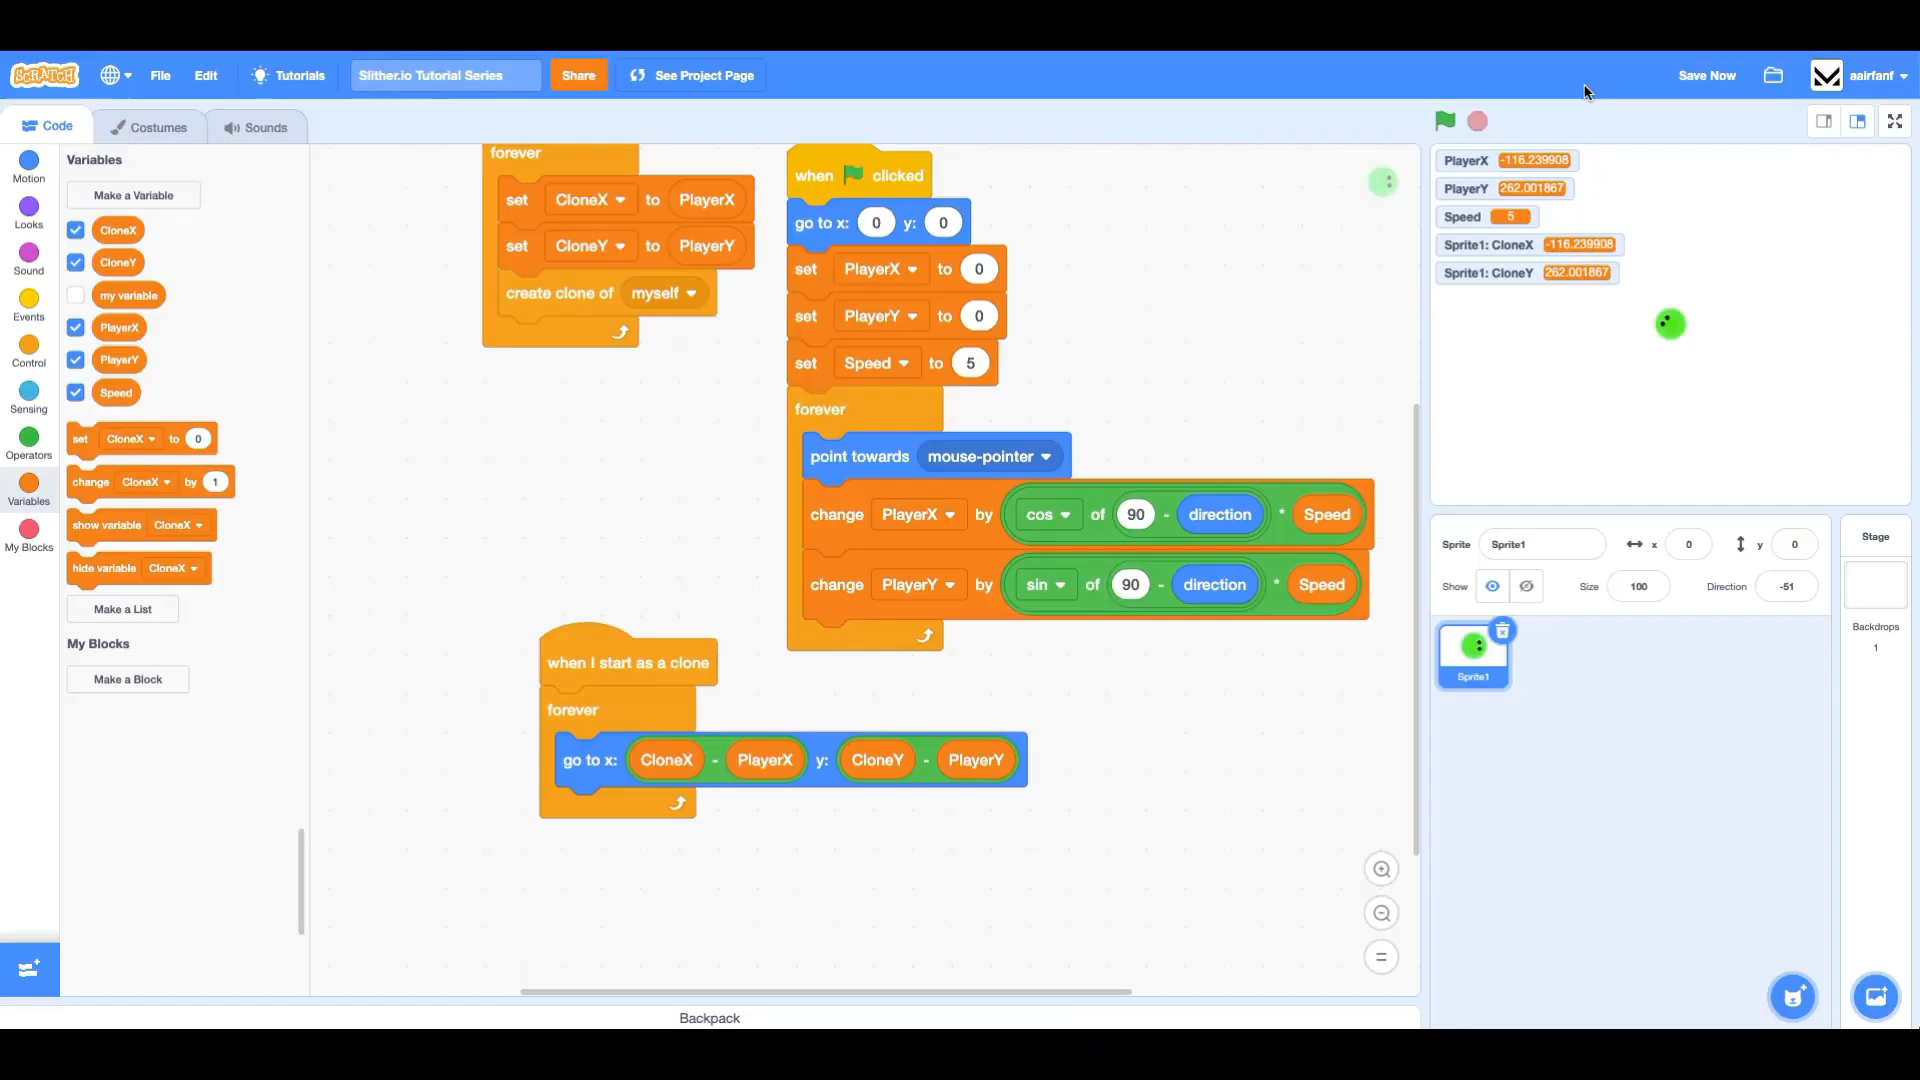 SCRATCH
File
Edit
Tutorials
Slither.io Tutorial Series
Share
See Project Page
Save Now
aairfanf
Code
Costumes
Sounds
Motion
Looks
Sound
Events
Control
Sensing
Operators
Variables
My Blocks
Variables
Make a Variable
CloneX
CloneY
my variable
PlayerX
PlayerY
Speed
set CloneX to 0
change CloneX by 1
show variable CloneX
hide variable CloneX
Make a List
My Blocks
Make a Block
forever
set CloneX to PlayerX
set CloneY to PlayerY
create clone of myself
when clicked
go to x: 0 y: 0
set PlayerX to 0
set PlayerY to 0
set Speed to 5
forever
point towards mouse-pointer
change PlayerX by cos of 90 - direction * Speed
change PlayerY by sin of 90 - direction * Speed
when I start as a clone
forever
go to x: CloneX - PlayerX y: CloneY - PlayerY
Backpack
PlayerX -116.239908
PlayerY 262.001867
Speed 5
Sprite1: CloneX -116.239908
Sprite1: CloneY 262.001867
Sprite Sprite1 x 0 y 0
Show Size 100 Direction -51
Sprite1
Stage
Backdrops
1